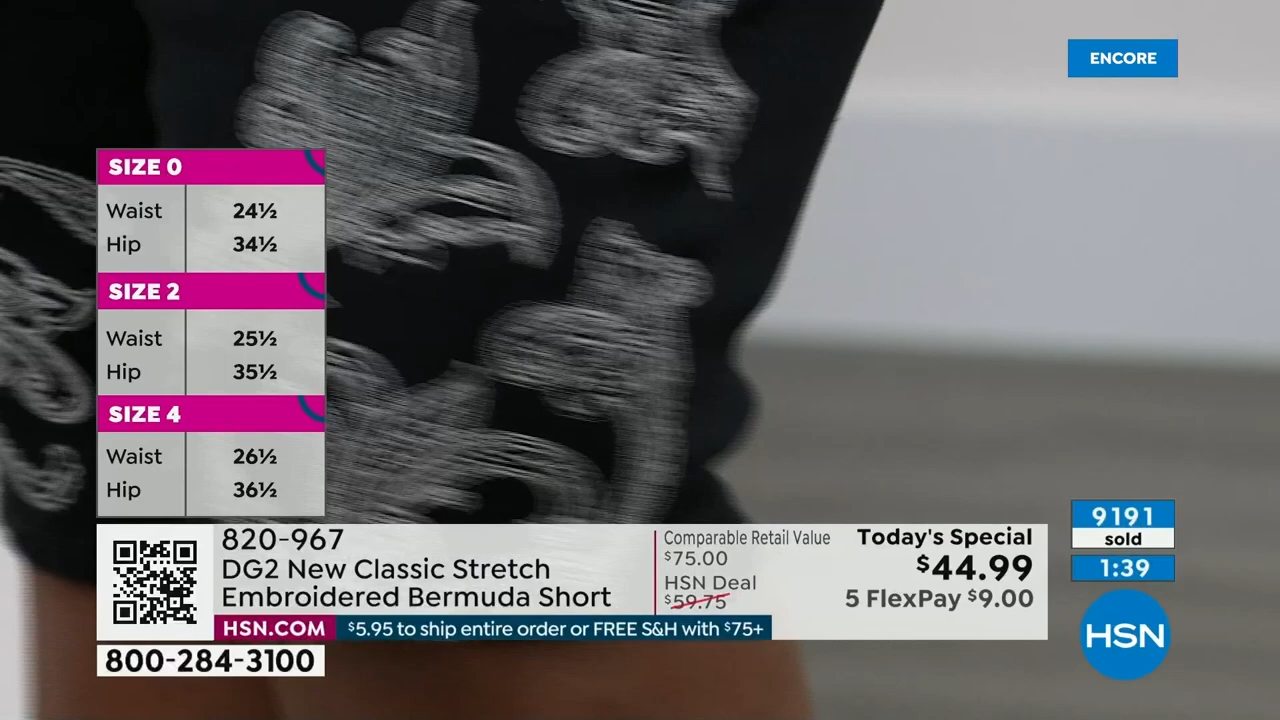 ENCORE
SIZE 0
Waist 24½
Hip 34½
SIZE 2
Waist 25½
Hip 35½
SIZE 4
Waist 26½
Hip 36½
820-967
DG2 New Classic Stretch
Embroidered Bermuda Short
Comparable Retail Value
$75.00
HSN Deal
$59.75
Today's Special
$44.99
5 FlexPay $9.00
HSN.COM $5.95 to ship entire order or FREE S&H with $75+
800-284-3100
9191
sold
1:39
HSN